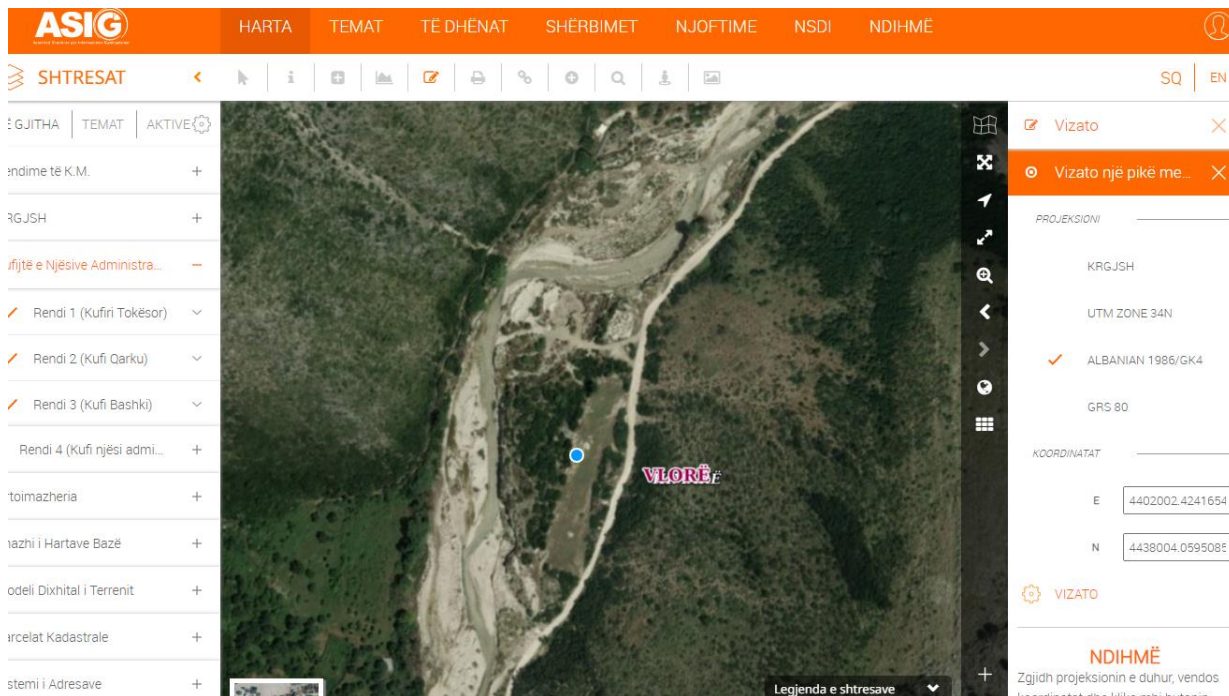 ASIG
HARTA TEMAT TË DHËNAT SHËRBIMET NJOFTIME NSDI NDIHMË
SHTRESAT
SQ EN
GJITHA TEMAT AKTIVE
endime të K.M.
RGJSH
ufijtë e Njësive Administra...
Rendi 1 (Kufiri Tokësor)
Rendi 2 (Kufi Qarku)
Rendi 3 (Kufi Bashki)
Rendi 4 (Kufi njësi admi...
rtoimazheria
azhi i Hartave Bazë
odeli Dixhital i Terrenit
arcelat Kadastrale
stemi i Adresave
VLORË
Legjenda e shtresave
Vizato
Vizato një pikë me...
PROJEKSIONI
KRGJSH
UTM ZONE 34N
ALBANIAN 1986/GK4
GRS 80
KOORDINATAT
E 4402002.4241654
N 4438004.0595085
VIZATO
NDIHMË
Zgjidh projeksionin e duhur, vendos